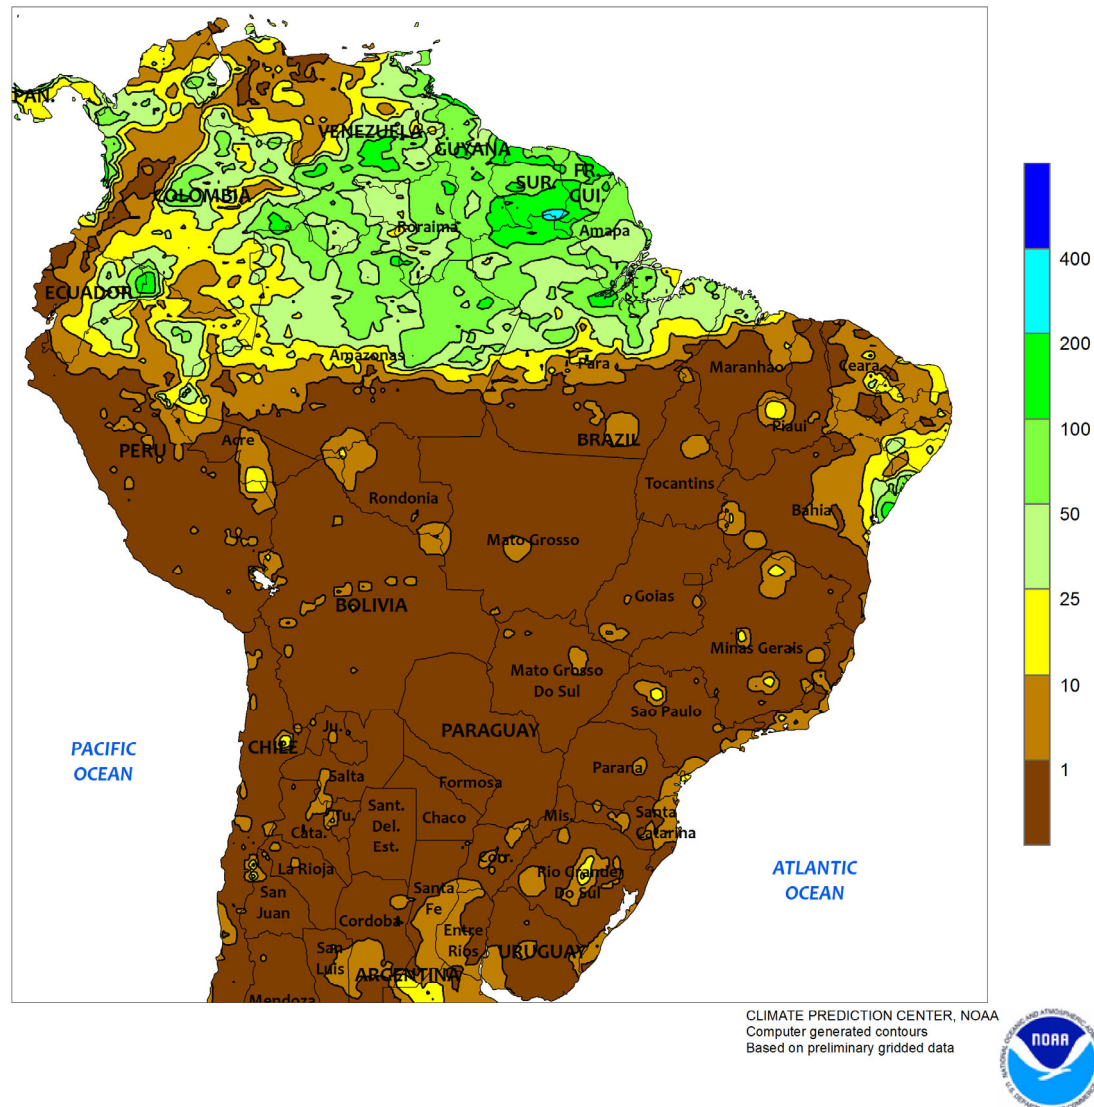 PAN.
VENEZUELA
GUYANA
SUR.
FR.
GUI.
COLOMBIA
Roraima
Amapa
ECUADOR
Amazonas
Para
Maranhao
Ceara
Piaui
PERU
Acre
BRAZIL
Tocantins
Rondonia
Bahia
Mato Grosso
BOLIVIA
Goias
Minas Gerais
Mato Grosso
Do Sul
Sao Paulo
PARAGUAY
CHILE
Ju.
Parana
Salta
Formosa
Sant.
Del.
Est.
Tu.
Cata.
Chaco
Mis.
Santa
Catarina
Cor.
La Rioja
Rio Grande
Do Sul
San
Juan
Santa
Fe
Cordoba
Entre
Rios
URUGUAY
San
Luis
ARGENTINA
Mendoza
PACIFIC
OCEAN
ATLANTIC
OCEAN
400
200
100
50
25
10
1
CLIMATE PREDICTION CENTER, NOAA
Computer generated contours
Based on preliminary gridded data
NOAA